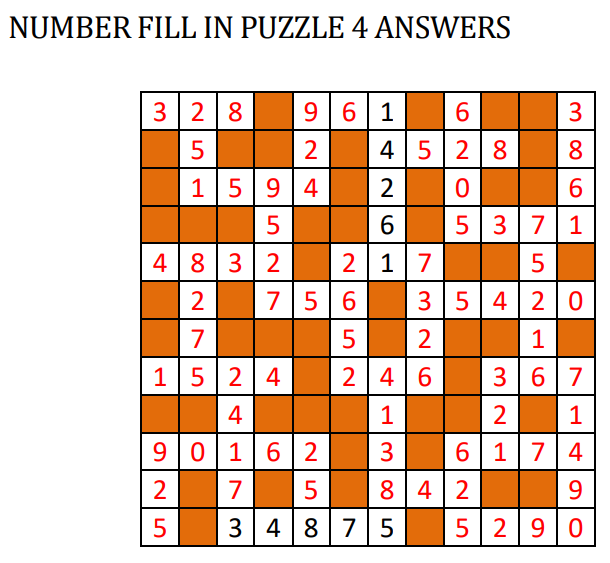 NUMBER FILL IN PUZZLE 4 ANSWERS
3 2 8 9 6 1 6 3
5 2 4 5 2 8 8
1 5 9 4 2 0 6
5 6 5 3 7 1
4 8 3 2 2 1 7 5
2 7 5 6 3 5 4 2 0
7 5 2 1
1 5 2 4 2 4 6 3 6 7
4 1 2 1
9 0 1 6 2 3 6 1 7 4
2 7 5 8 4 2 9
5 3 4 8 7 5 5 2 9 0